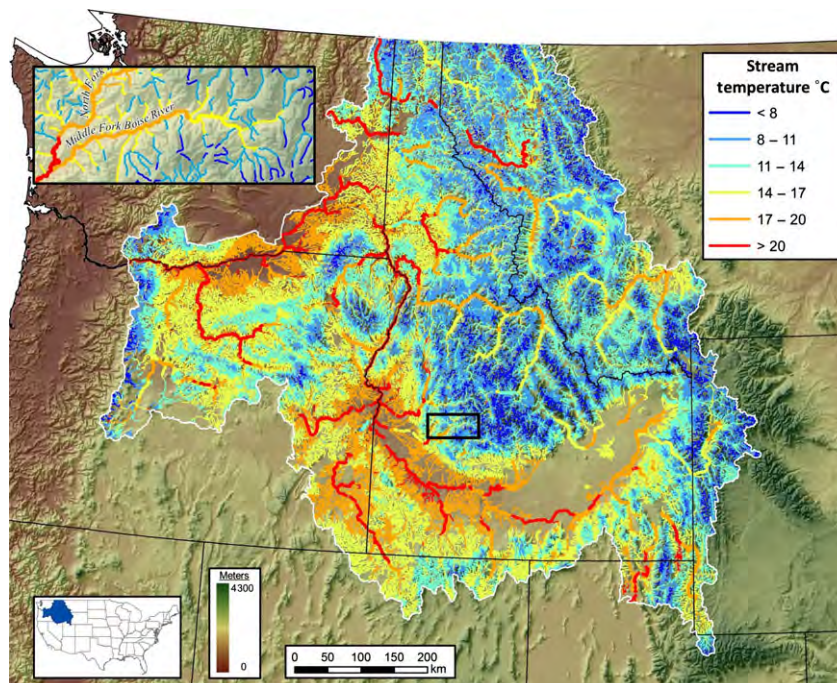 North Fork
Middle Fork Boise River
Stream
temperature ˚C
< 8
8 – 11
11 – 14
14 – 17
17 – 20
> 20
Meters
4300
0
0 50 100 150 200
km